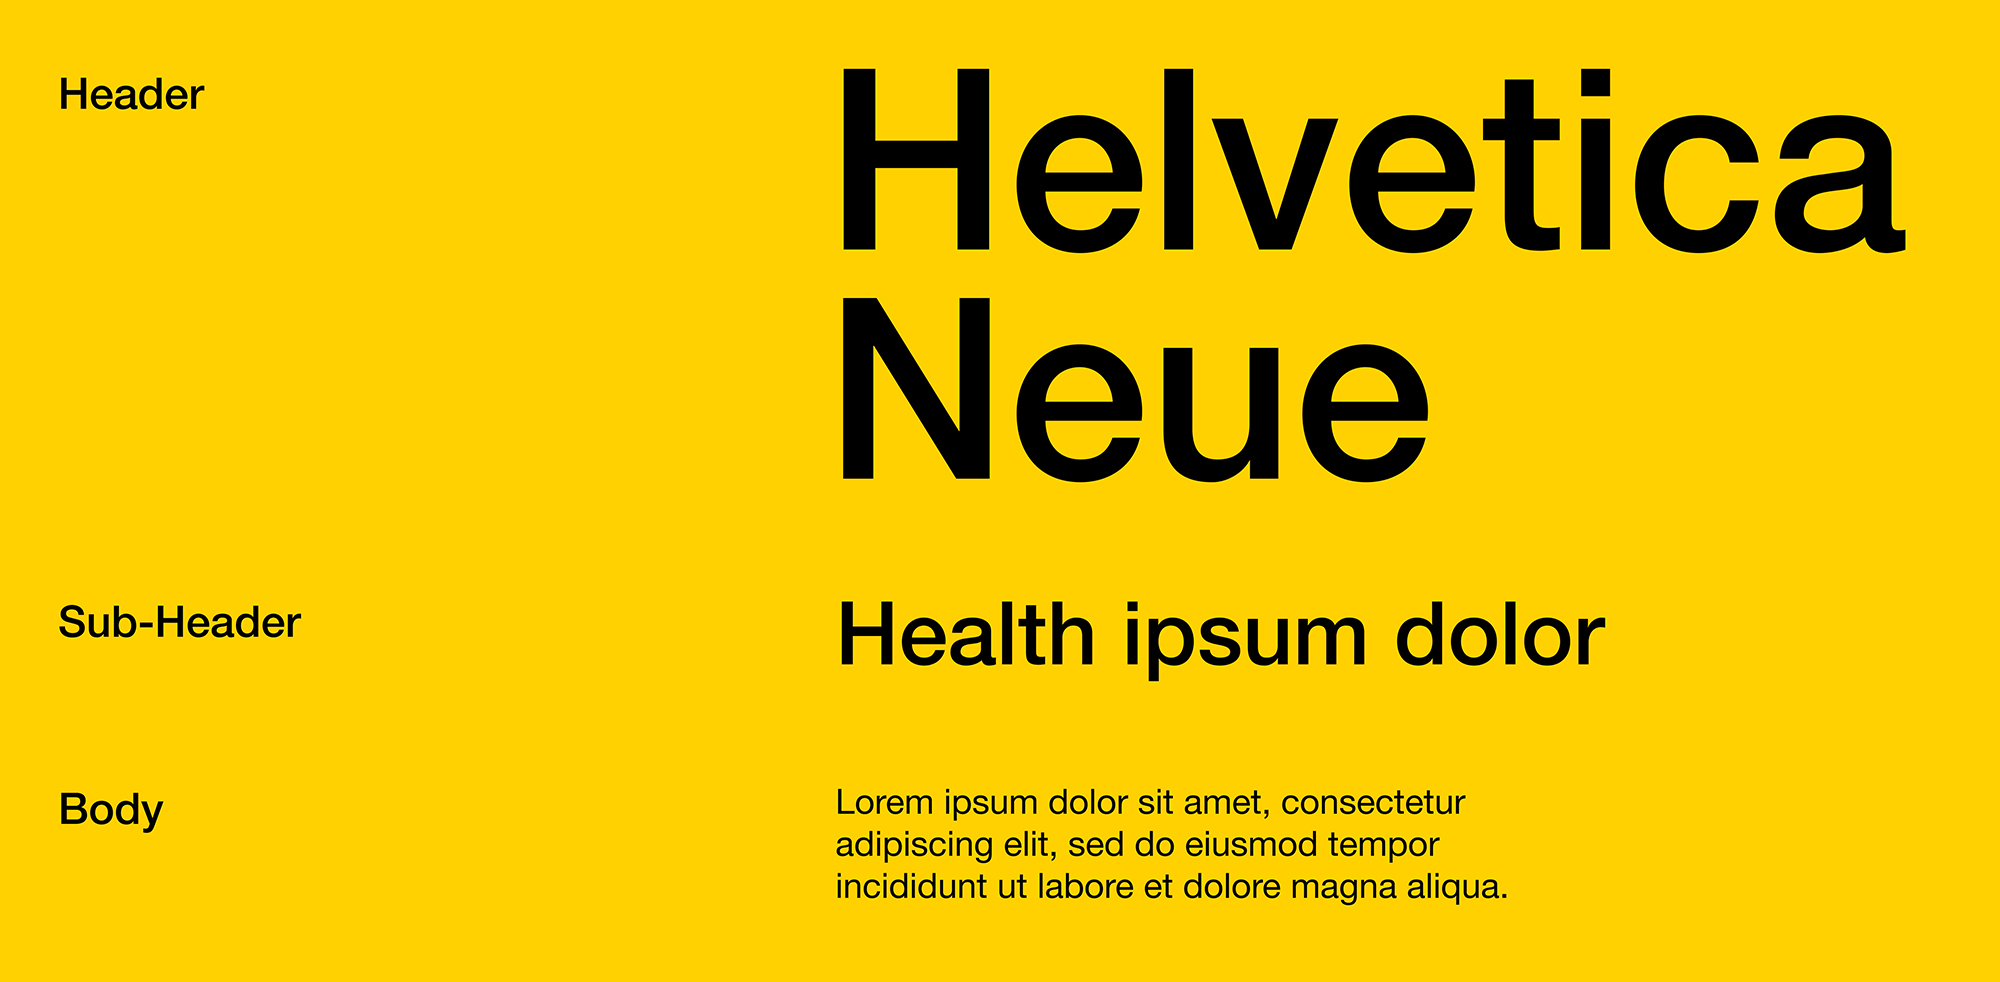 Header
Helvetica
Neue
Sub-Header
Health ipsum dolor
Body
Lorem ipsum dolor sit amet, consectetur
adipiscing elit, sed do eiusmod tempor
incididunt ut labore et dolore magna aliqua.